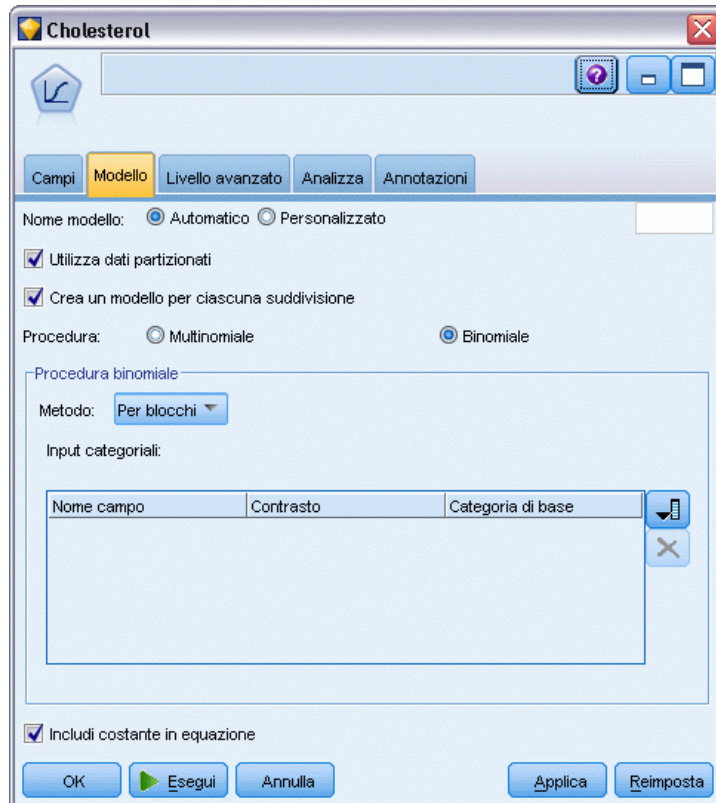 Cholesterol
?
Campi Modello Livello avanzato Analizza Annotazioni
Nome modello: Automatico Personalizzato
Utilizza dati partizionati
Crea un modello per ciascuna suddivisione
Procedura: Multinomiale Binomiale
Procedura binomiale
Metodo: Per blocchi
Input categoriali:
Nome campo Contrasto Categoria di base
Includi costante in equazione
OK Esegui Annulla Applica Reimposta